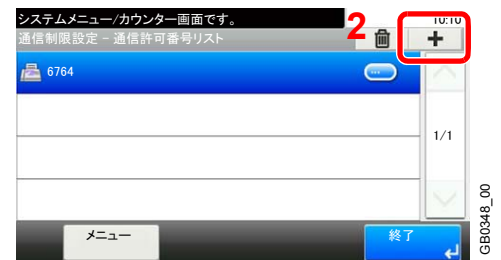 システムメニュー/カウンター画面です。
2
10:10
通信制限設定 - 通信許可番号リスト
6764
1/1
メニュー
終了
GB0348_00